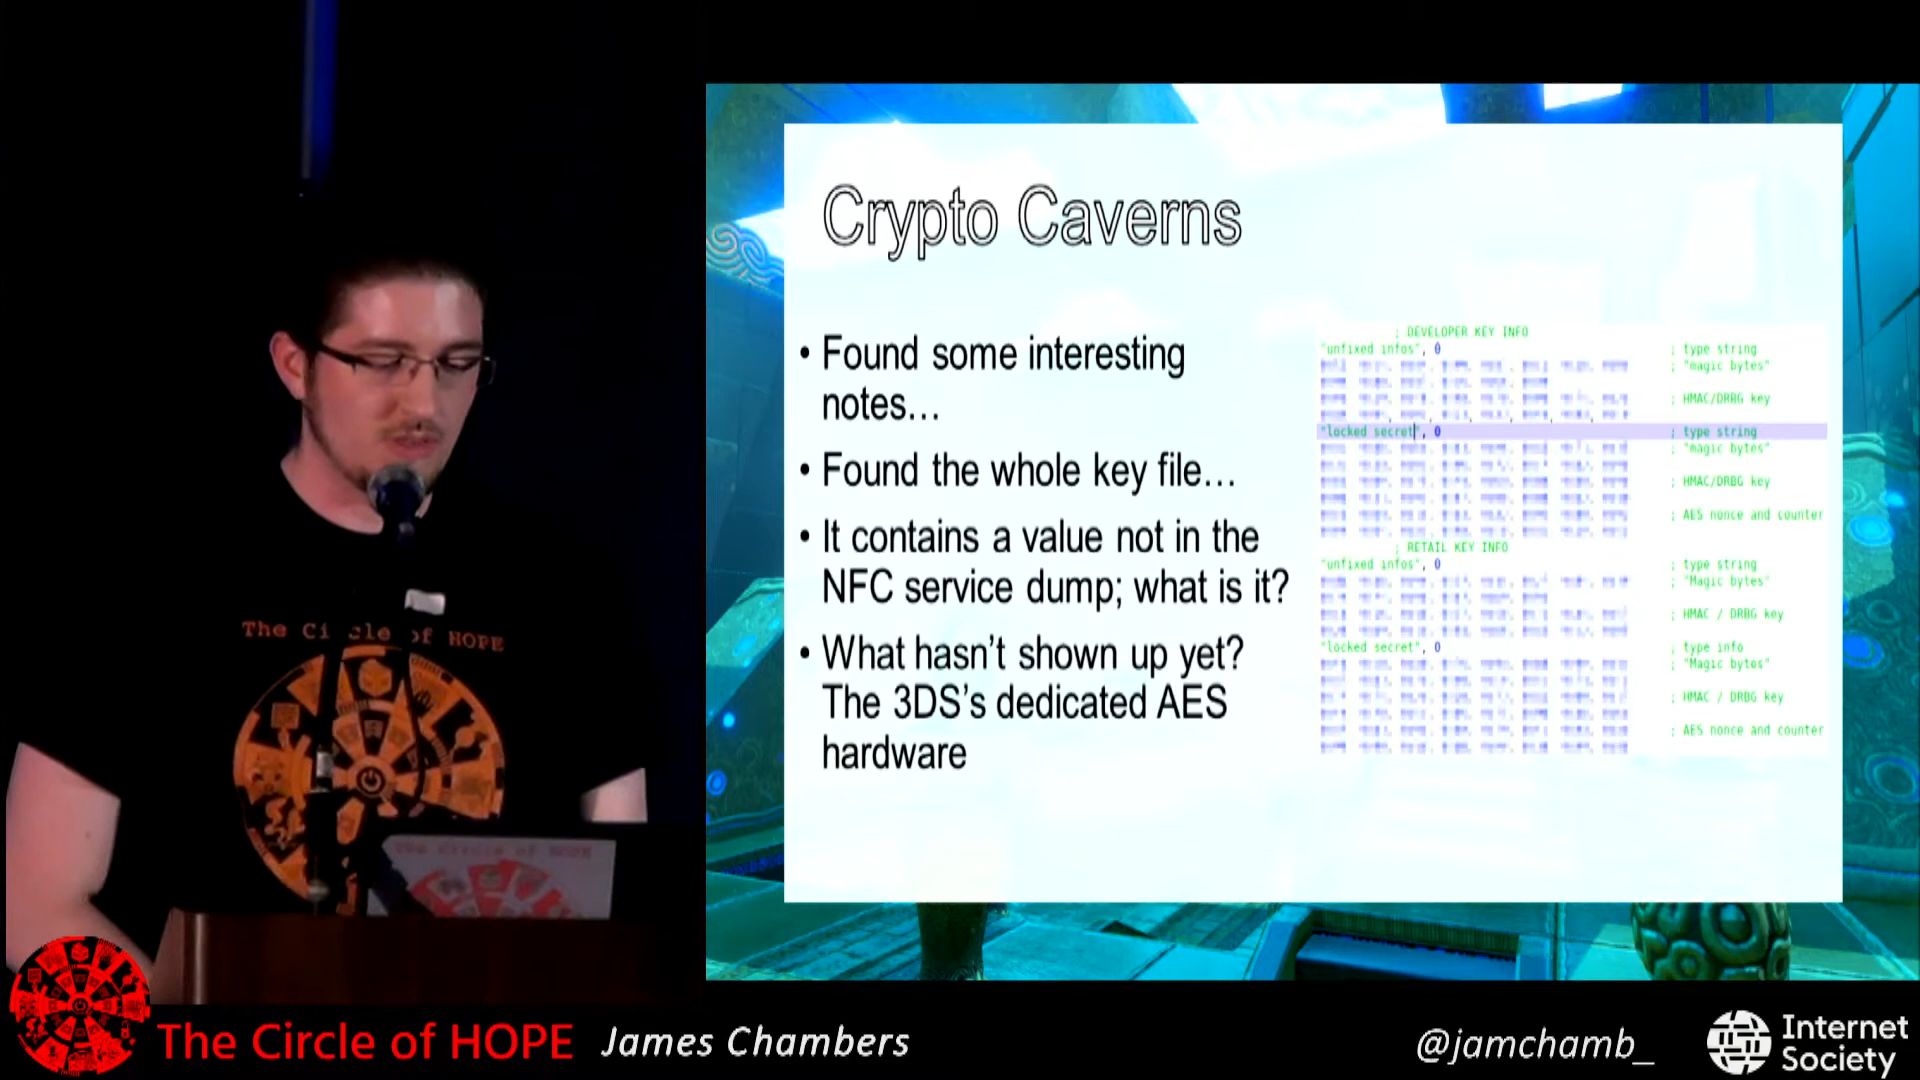 Crypto Caverns
• Found some interesting
notes…
• Found the whole key file…
• It contains a value not in the
NFC service dump; what is it?
• What hasn't shown up yet?
The 3DS's dedicated AES
hardware
; DEVELOPER KEY INFO
"unfixed infos", 0 ; type string
; "magic bytes"
; HMAC/DRBG key
"locked secret", 0 ; type string
; "magic bytes"
; HMAC/DRBG key
; AES nonce and counter
; RETAIL KEY INFO
"unfixed infos", 0 ; type string
; "Magic bytes"
; HMAC / DRBG key
"locked secret", 0 ; type info
; "Magic bytes"
; HMAC / DRBG key
; AES nonce and counter
The Circle of HOPE
The Circle of HOPE
The Circle of HOPE James Chambers
@jamchamb_
Internet
Society